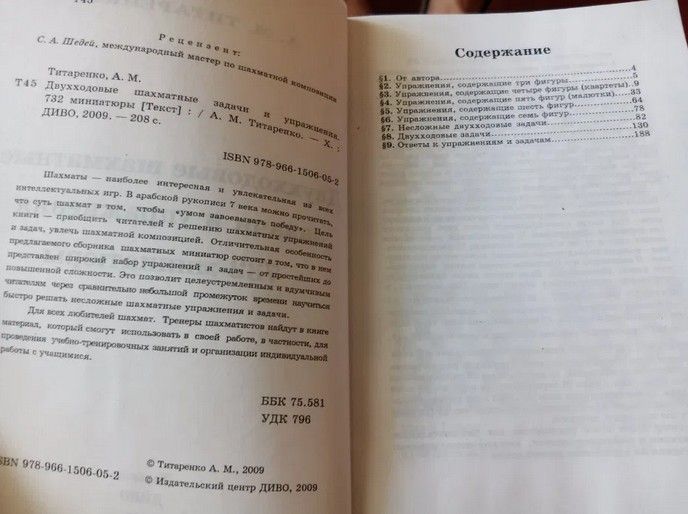 Т45
Рецензент:
С. А. Шедей, международный мастер по шахматной композиции
Титаренко, А. М.
Т45 Двухходовые шахматные задачи и упражнения.
732 миниатюры [Текст] : / А. М. Титаренко. — Х. :
ДИВО, 2009. — 208 с.
ISBN 978-966-1506-05-2
Шахматы — наиболее интересная и увлекательная из всех
интеллектуальных игр. В арабской рукописи 7 века можно прочитать,
что суть шахмат в том, чтобы «умом завоевывать победу». Цель
книги — приобщить читателей к решению шахматных упражнений
и задач, увлечь шахматной композицией. Отличительная особенность
предлагаемого сборника шахматных миниатюр состоит в том, что в нем
представлен широкий набор упражнений и задач — от простейших до
повышенной сложности. Это позволит целеустремленным и вдумчивым
читателям через сравнительно небольшой промежуток времени научиться
быстро решать несложные шахматные упражнения и задачи.
Для всех любителей шахмат. Тренеры шахматистов найдут в книге
материал, который смогут использовать в своей работе, в частности, для
проведения учебно-тренировочных занятий и организации индивидуальной
работы с учащимися.
ББК 75.581
УДК 796
ISBN 978-966-1506-05-2
© Титаренко А. М., 2009
© Издательский центр ДИВО, 2009
Содержание
§1. От автора.....4
§2. Упражнения, содержащие три фигуры.....5
§3. Упражнения, содержащие четыре фигуры (квартеты).9
§4. Упражнения, содержащие пять фигур (малютки).....33
§5. Упражнения, содержащие шесть фигур.....64
§6. Упражнения, содержащие семь фигур.....78
§7. Несложные двухходовые задачи.....82
§8. Двухходовые задачи.....130
§9. Ответы к упражнениям и задачам.....188